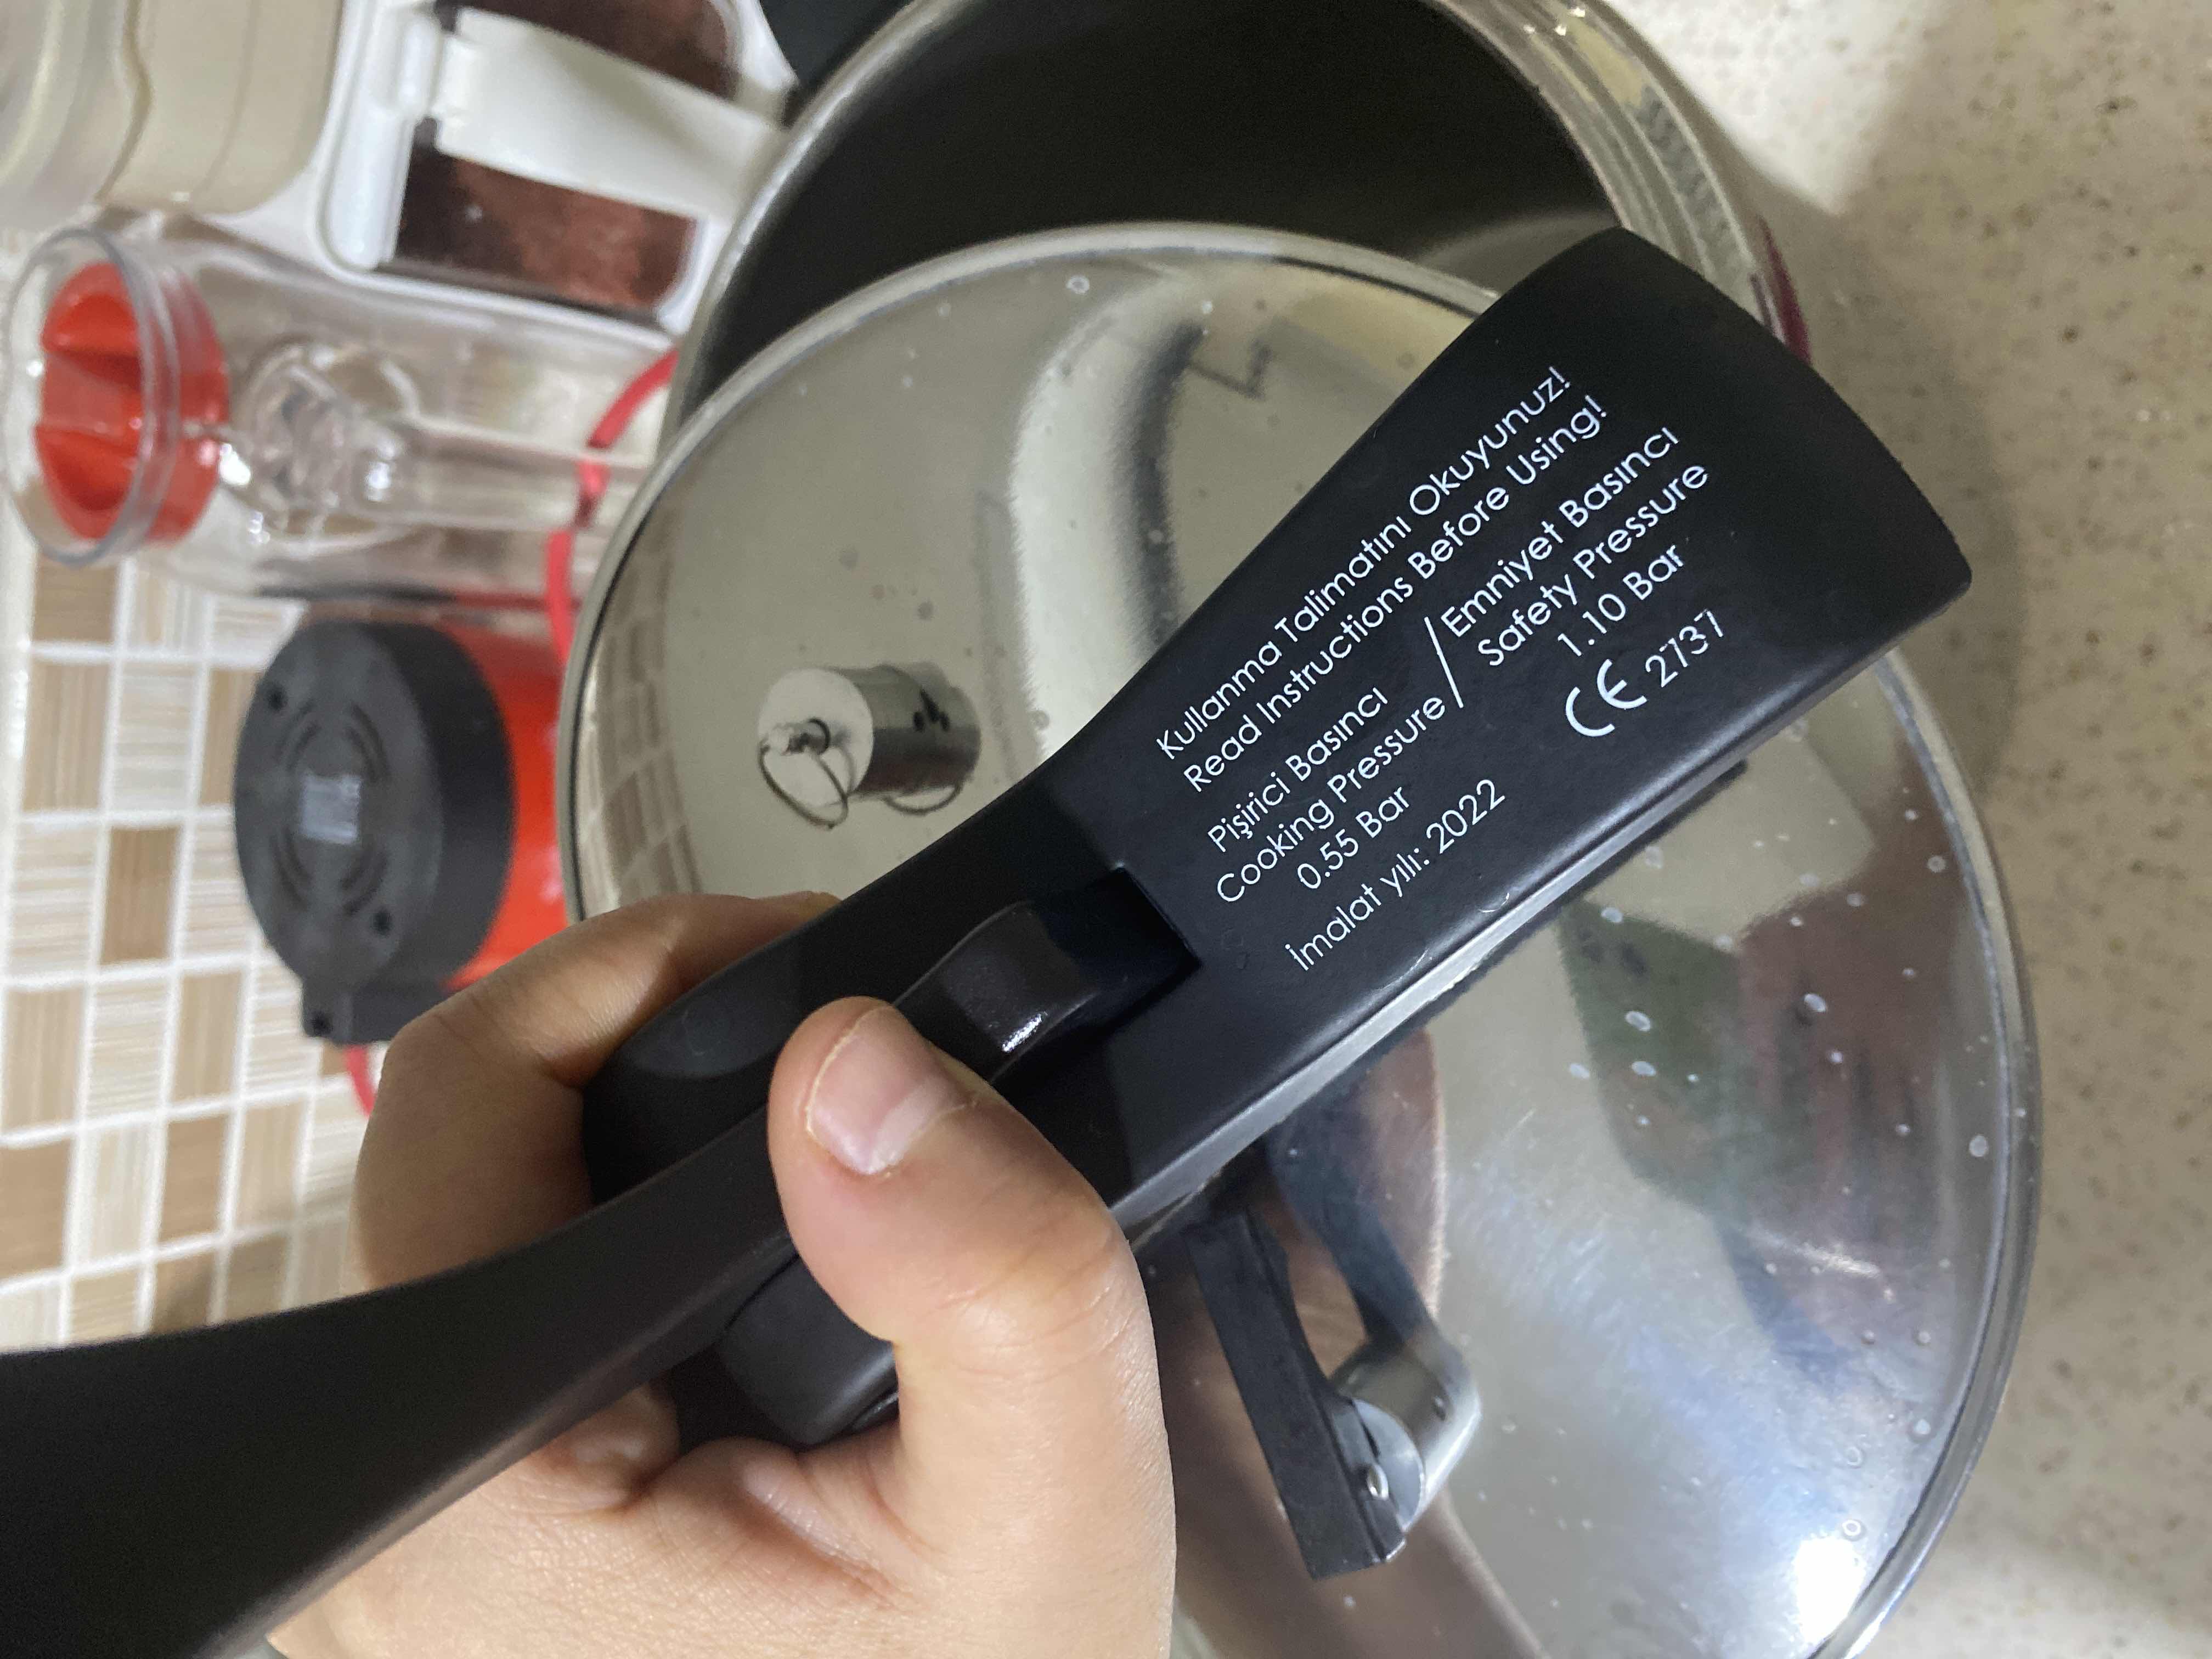 Kullanma Talimatını Okuyunuz!
Read Instructions Before Using!
Pişirici Basıncı / Emniyet Basıncı
Cooking Pressure / Safety Pressure
0.55 Bar 1.10 Bar
İmalat yılı: 2022 CE 2737